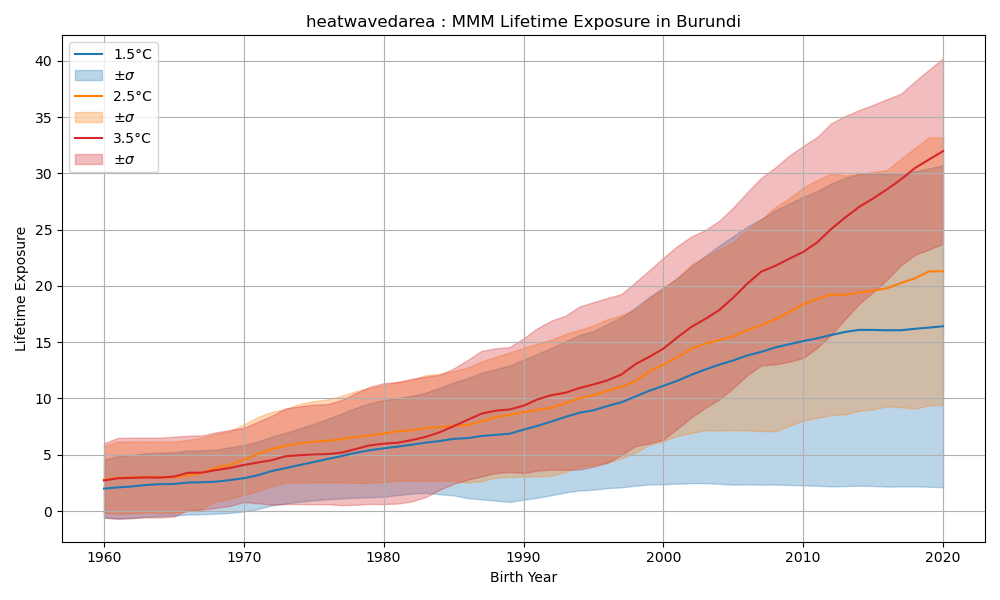 heatwavedarea : MMM Lifetime Exposure in Burundi
1.5°C
±σ
2.5°C
±σ
3.5°C
±σ
40
35
30
25
20
15
10
5
0
Lifetime Exposure
1960 1970 1980 1990 2000 2010 2020
Birth Year